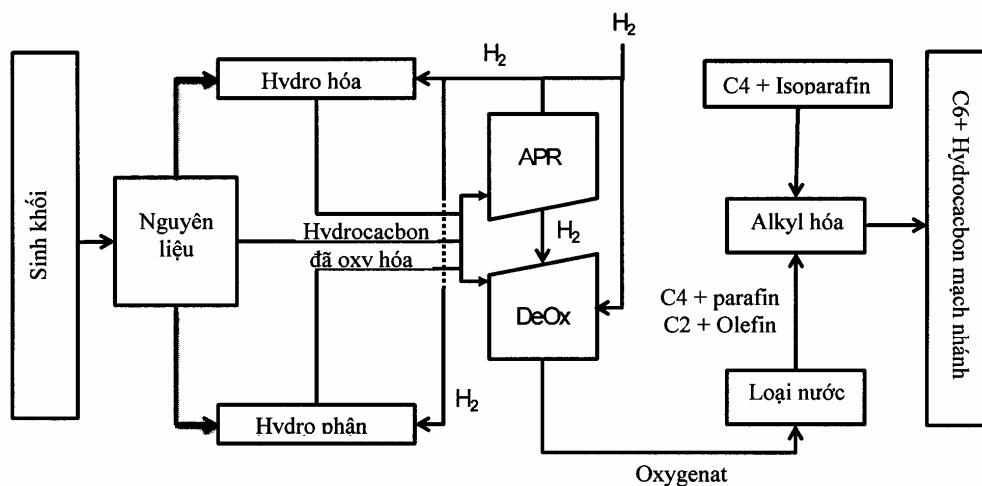 H2
H2
Hydro hóa
C4 + Isoparafin
APR
Sinh khối
Nguyên
liệu
Hydrocacbon
đã oxy hóa
H2
Alkyl hóa
C6+ Hydrocacbon mạch nhánh
DeOx
C4 + parafin
C2 + Olefin
Loại nước
H2
Hydro phân
Oxygenat